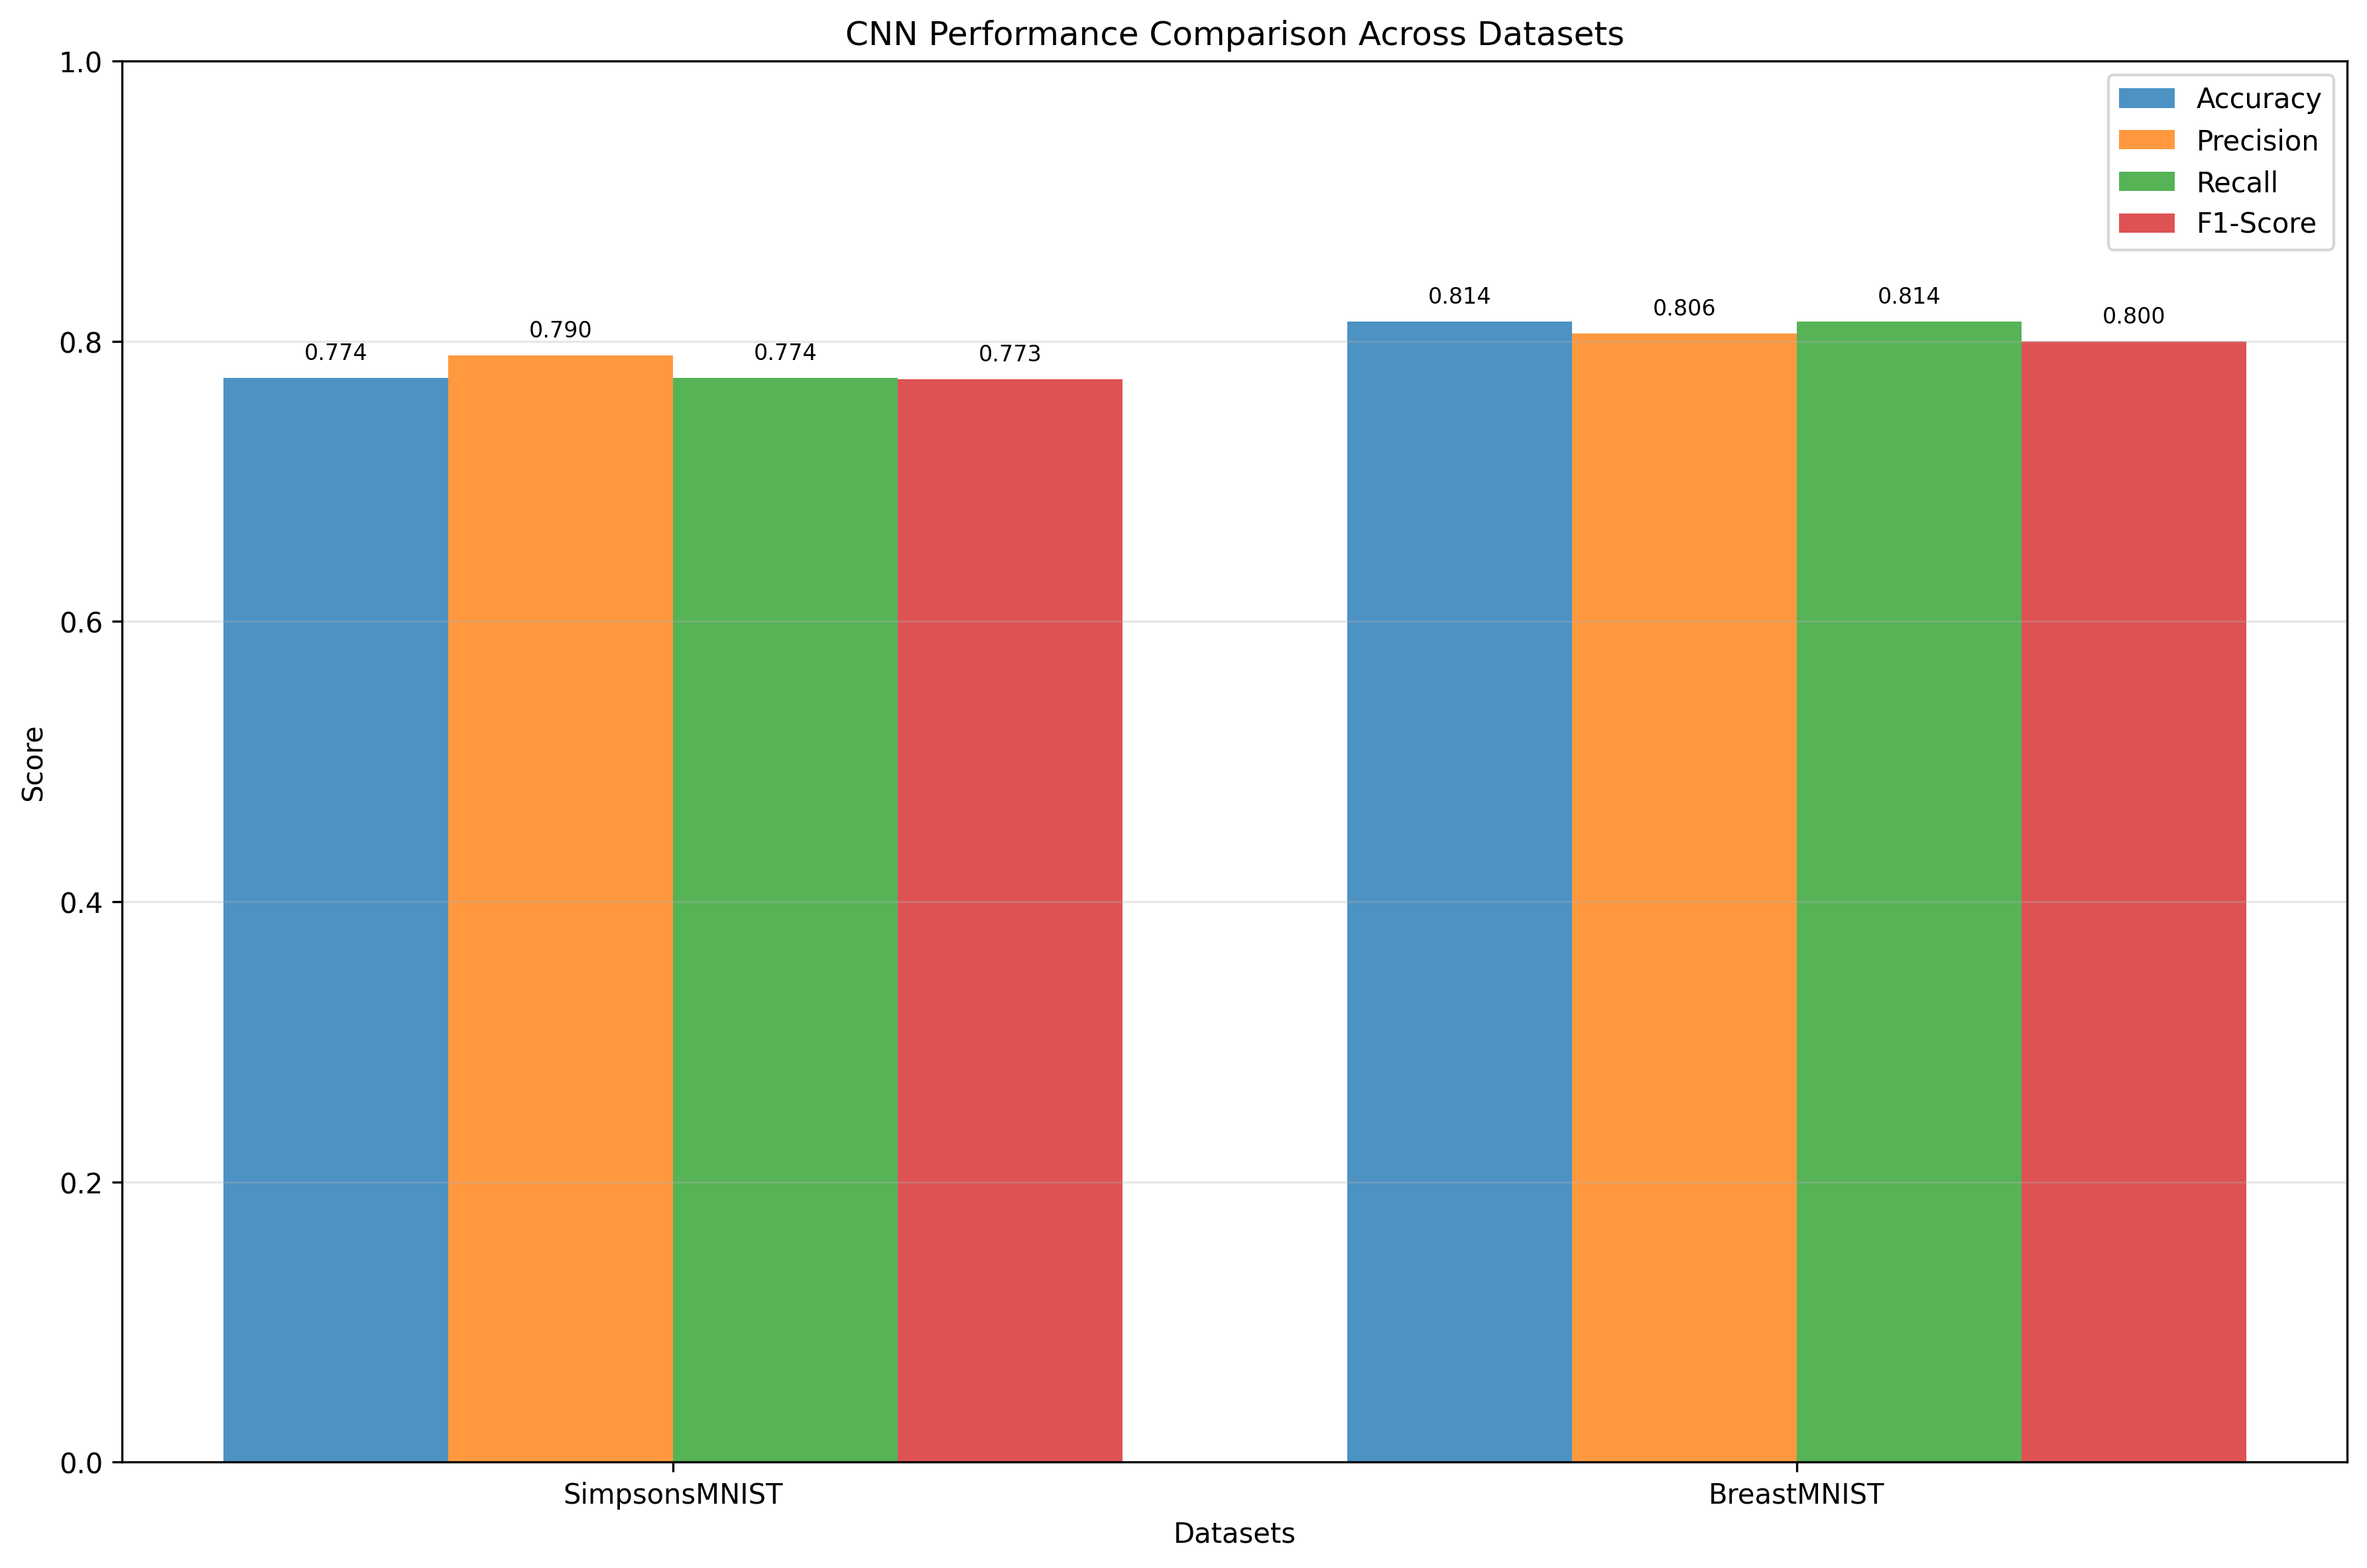 CNN Performance Comparison Across Datasets
1.0
0.8
0.6
0.4
0.2
0.0
Score
Accuracy
Precision
Recall
F1-Score
0.774
0.790
0.774
0.773
0.814
0.806
0.814
0.800
SimpsonsMNIST
BreastMNIST
Datasets